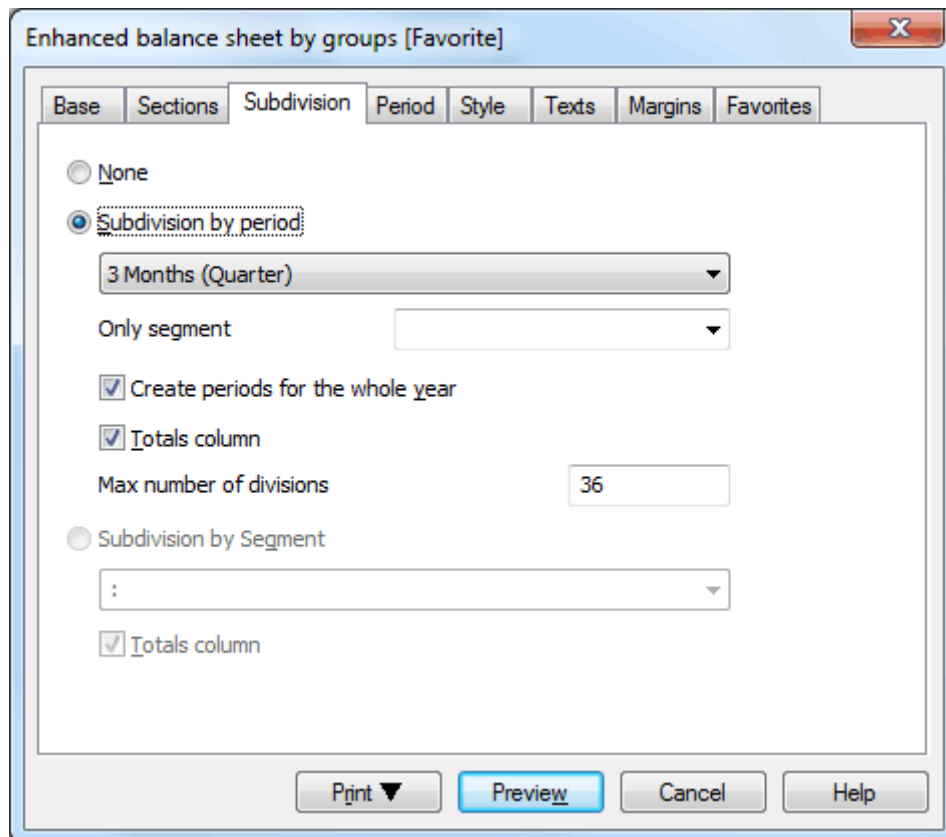 Enhanced balance sheet by groups [Favorite]
Base Sections Subdivision Period Style Texts Margins Favorites
None
Subdivision by period
3 Months (Quarter)
Only segment
Create periods for the whole year
Totals column
Max number of divisions 36
Subdivision by Segment
:
Totals column
Print Preview Cancel Help